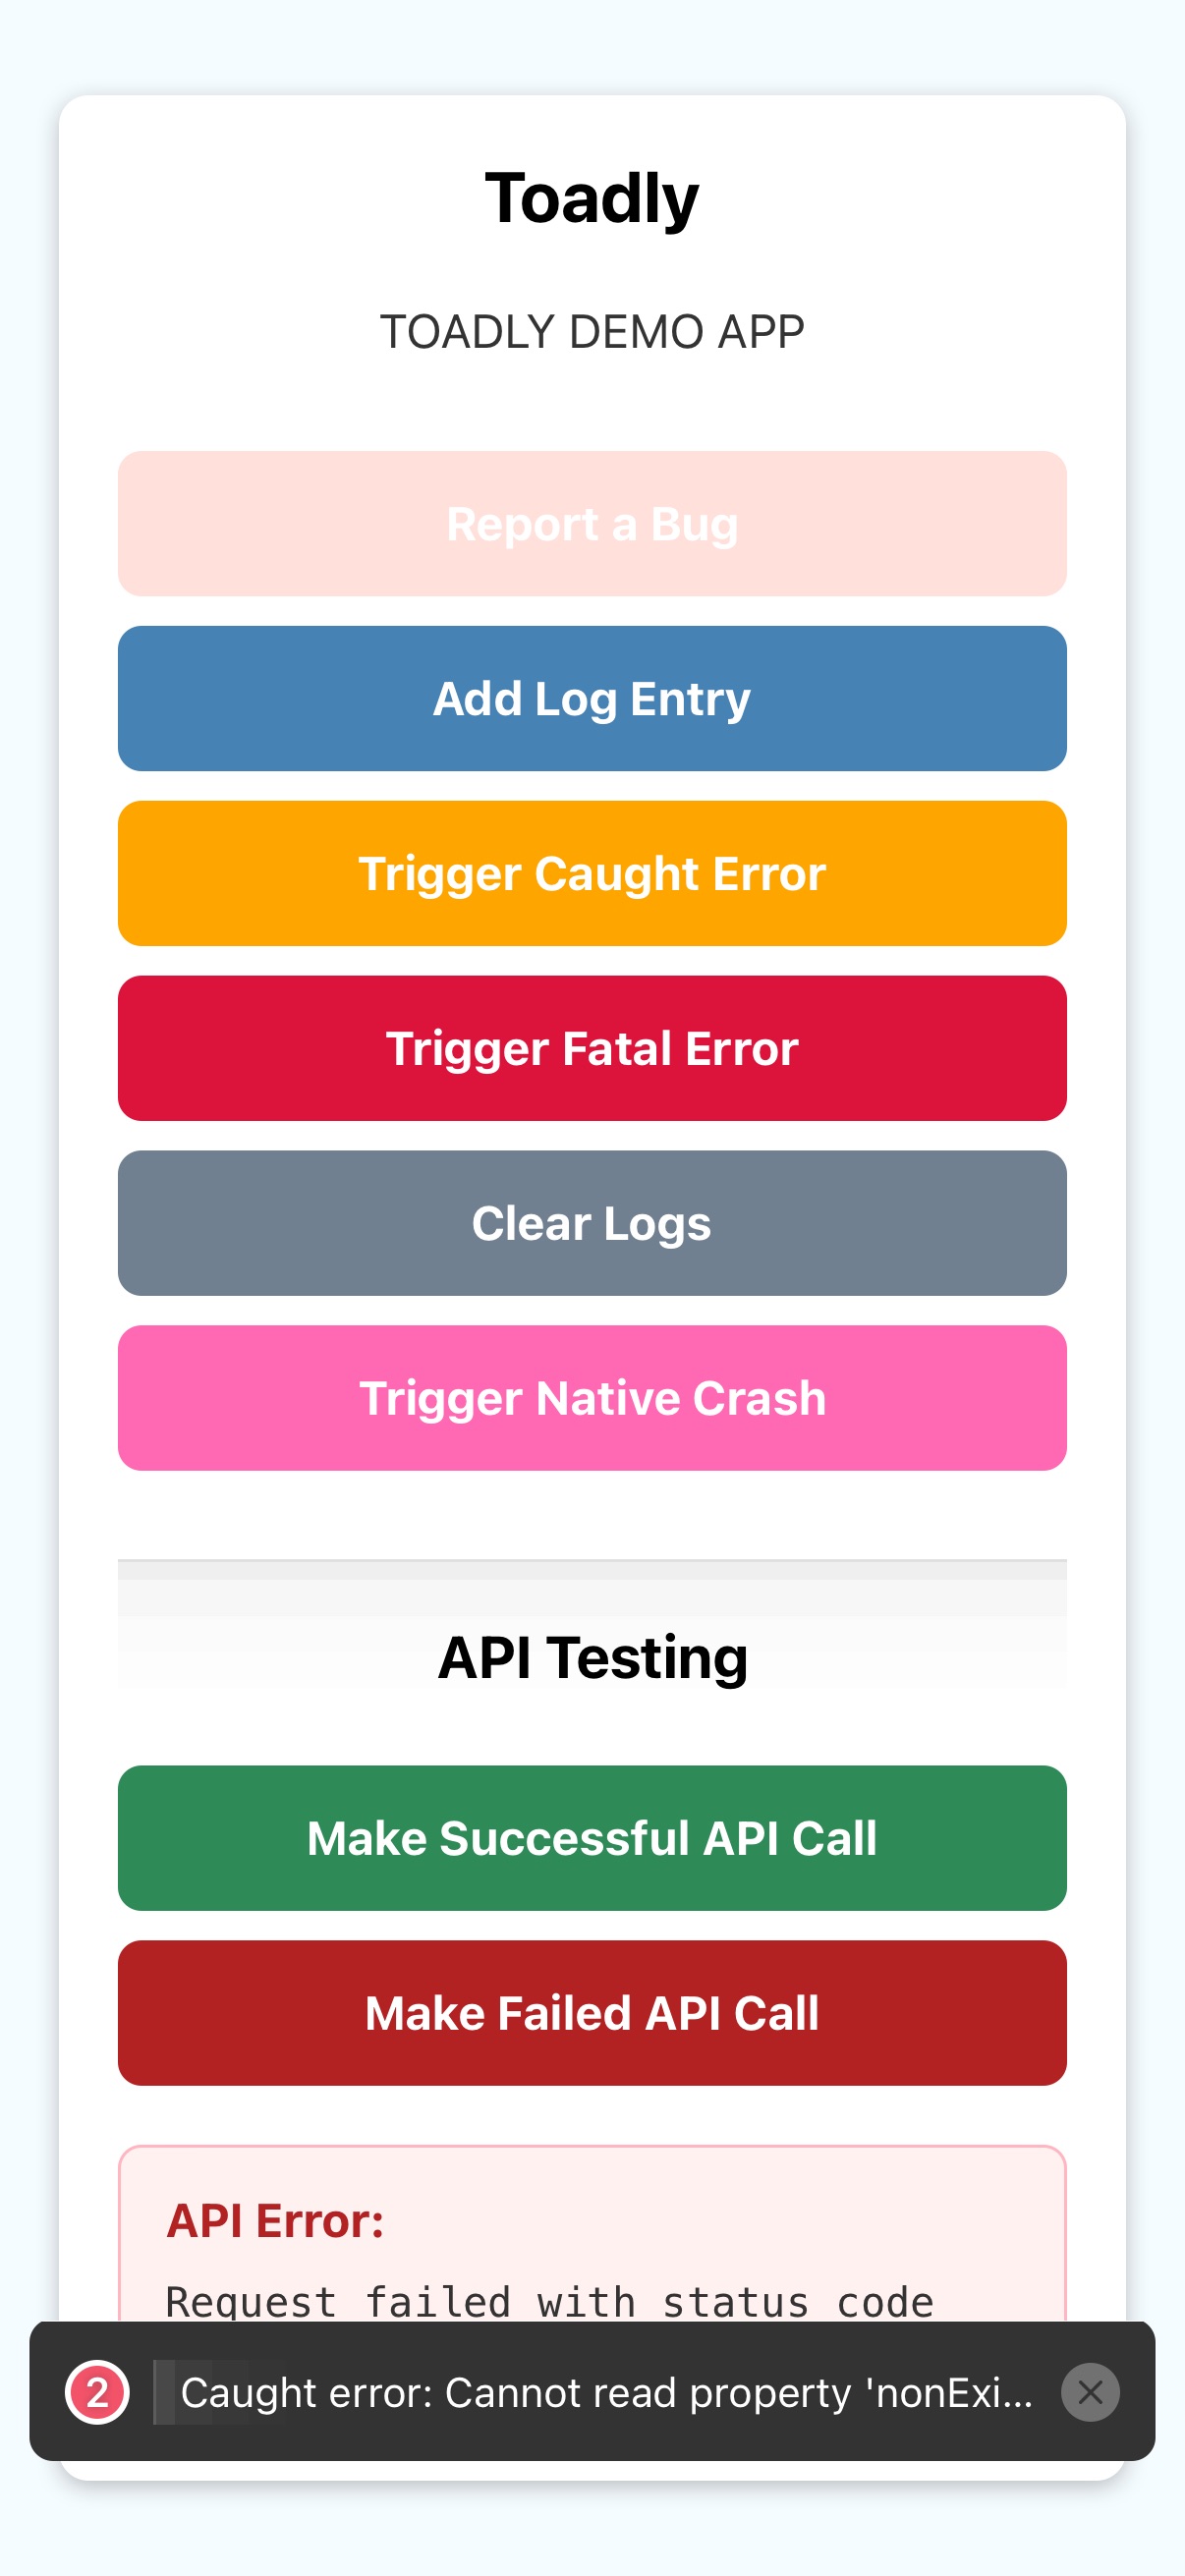 Toadly
TOADLY DEMO APP
Report a Bug
Add Log Entry
Trigger Caught Error
Trigger Fatal Error
Clear Logs
Trigger Native Crash
API Testing
Make Successful API Call
Make Failed API Call
API Error:
Request failed with status code
2 Caught error: Cannot read property 'nonExi...